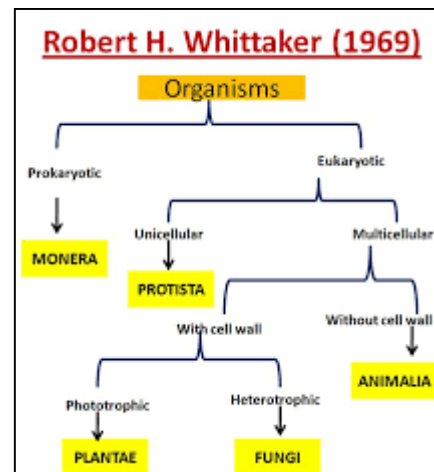 Robert H. Whittaker (1969)
Organisms
Eukaryotic
Prokaryotic
Unicellular
Multicellular
MONERA
PROTISTA
Without cell wall
With cell wall
ANIMALIA
Phototrophic
Heterotrophic
PLANTAE
FUNGI